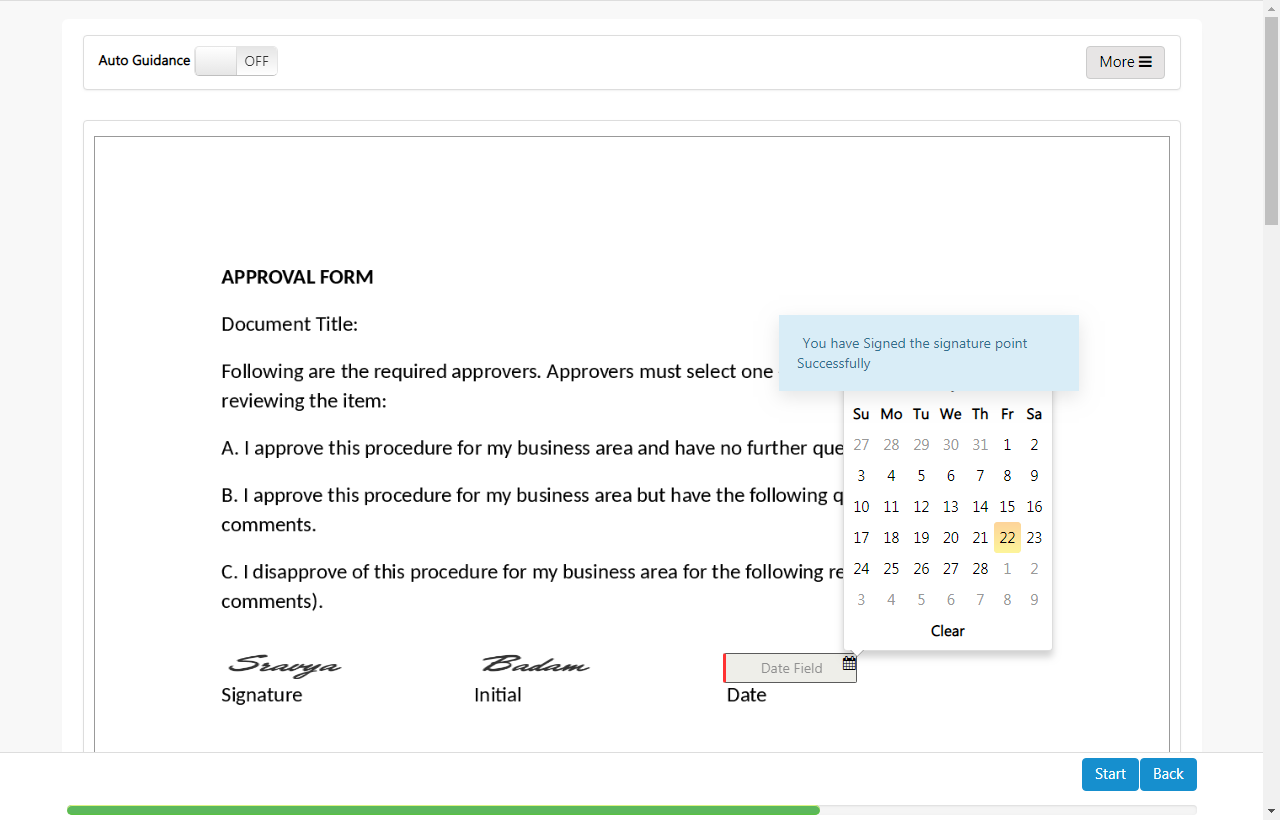 Auto Guidance OFF More
APPROVAL FORM
Document Title:
Following are the required approvers. Approvers must select one
reviewing the item:
You have Signed the signature point
Successfully
A. I approve this procedure for my business area and have no further que
B. I approve this procedure for my business area but have the following q
comments.
C. I disapprove of this procedure for my business area for the following re
comments).
Su Mo Tu We Th Fr Sa
27 28 29 30 31 1 2
3 4 5 6 7 8 9
10 11 12 13 14 15 16
17 18 19 20 21 22 23
24 25 26 27 28 1 2
3 4 5 6 7 8 9
Clear
Sravya Badam Date Field
Signature Initial Date
Start Back